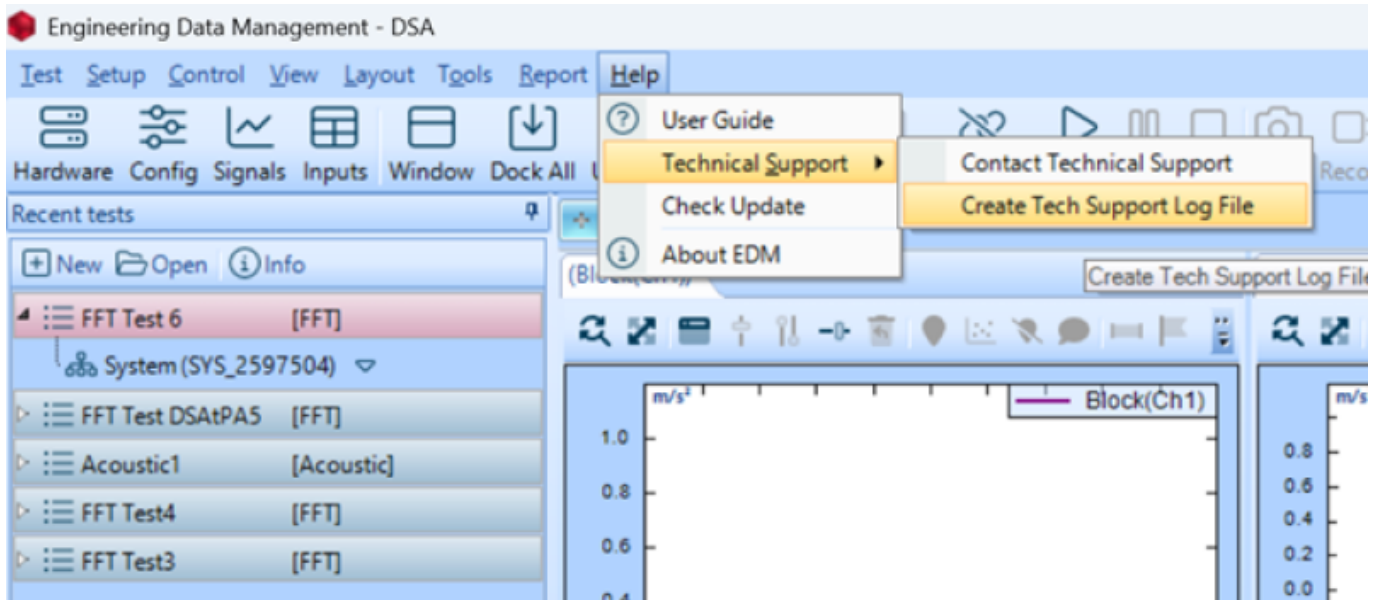 Engineering Data Management - DSA
Test Setup Control View Layout Tools Report Help
Hardware Config Signals Inputs Window Dock All
User Guide
Technical Support
Check Update
About EDM
Contact Technical Support
Create Tech Support Log File
Create Tech Support Log File
Recent tests
New Open Info
FFT Test 6 [FFT]
System (SYS_2597504)
FFT Test DSAtPA5 [FFT]
Acoustic1 [Acoustic]
FFT Test4 [FFT]
FFT Test3 [FFT]
m/s²
Block(Ch1)
1.0
0.8
0.6
0.4
m/s
0.8
0.6
0.4
0.2
0.0